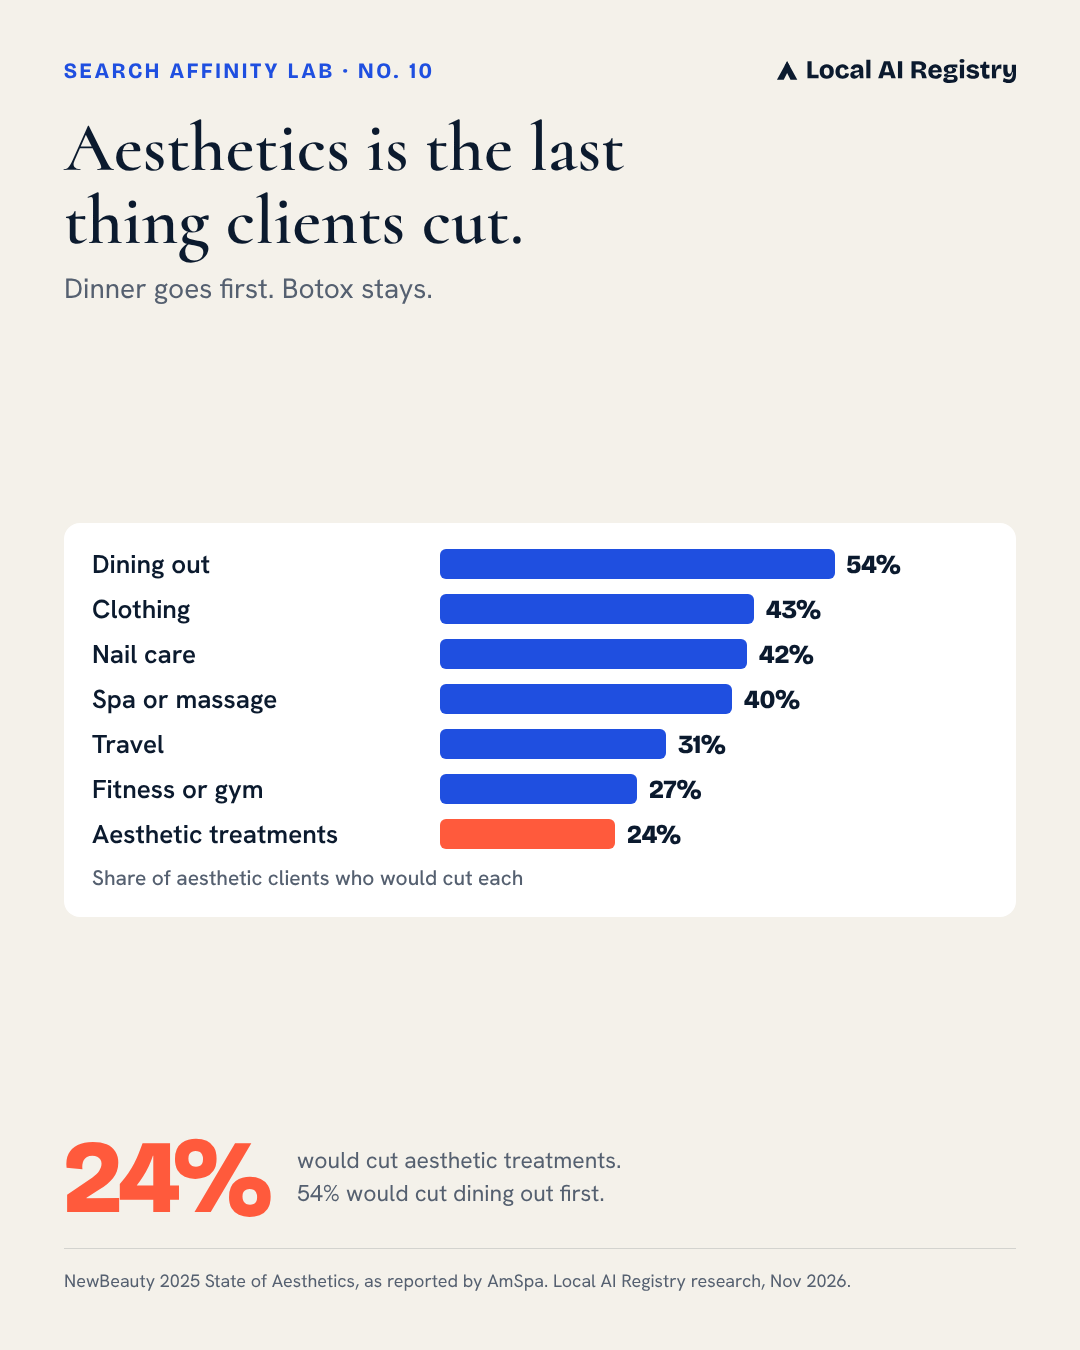 SEARCH AFFINITY LAB · NO. 10
Local AI Registry
Aesthetics is the last
thing clients cut.
Dinner goes first. Botox stays.
Dining out 54%
Clothing 43%
Nail care 42%
Spa or massage 40%
Travel 31%
Fitness or gym 27%
Aesthetic treatments 24%
Share of aesthetic clients who would cut each
24%
would cut aesthetic treatments.
54% would cut dining out first.
NewBeauty 2025 State of Aesthetics, as reported by AmSpa. Local AI Registry research, Nov 2026.